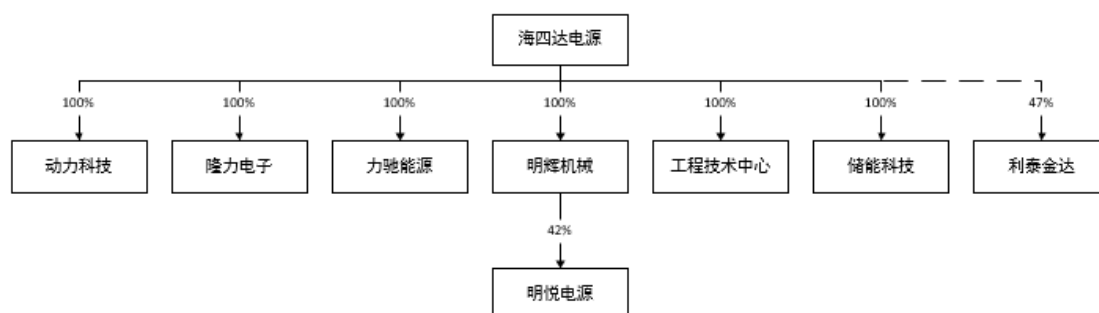 海四达电源
100% 100% 100% 100% 100% 100% 47%
动力科技 隆力电子 力驰能源 明辉机械 工程技术中心 储能科技 利泰金达
42%
明悦电源